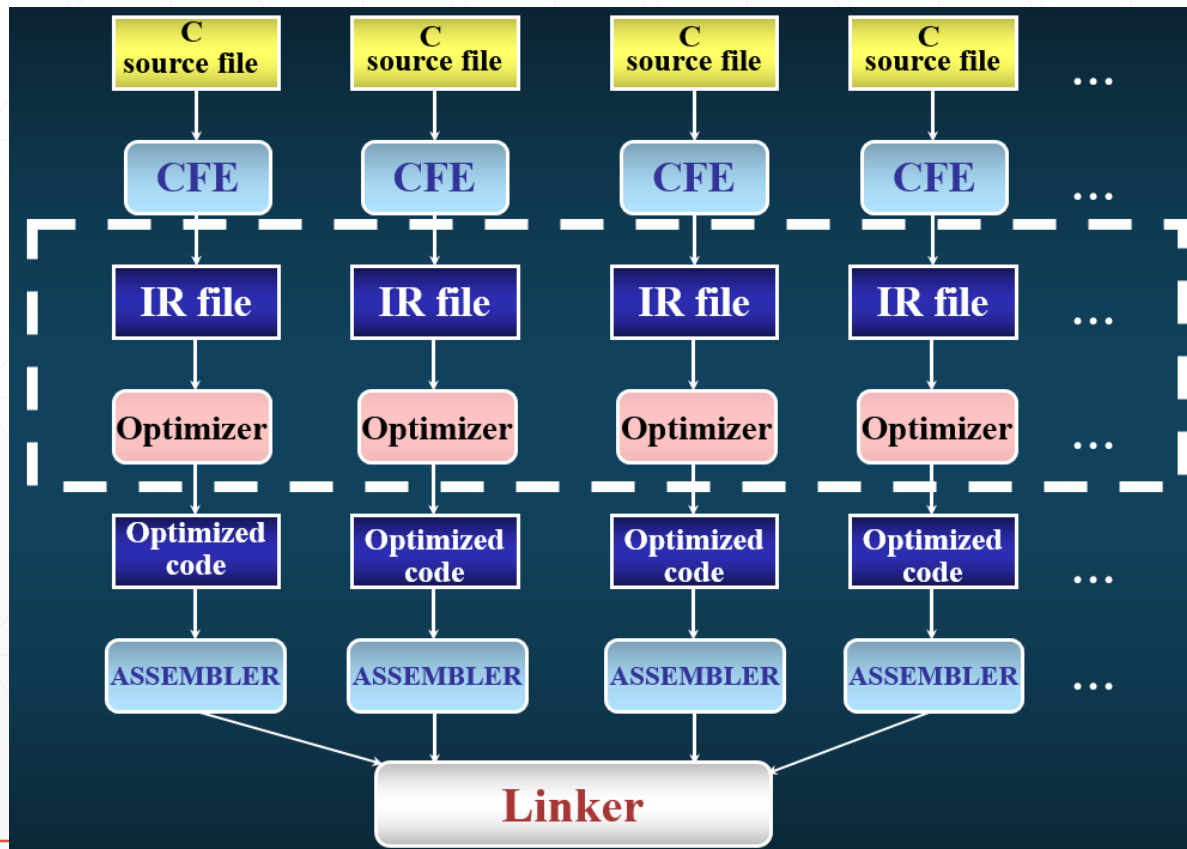 C
source file
C
source file
C
source file
C
source file
...
CFE
CFE
CFE
CFE
...
IR file
IR file
IR file
IR file
...
Optimizer
Optimizer
Optimizer
Optimizer
...
Optimized
code
Optimized
code
Optimized
code
Optimized
code
...
ASSEMBLER
ASSEMBLER
ASSEMBLER
ASSEMBLER
...
Linker